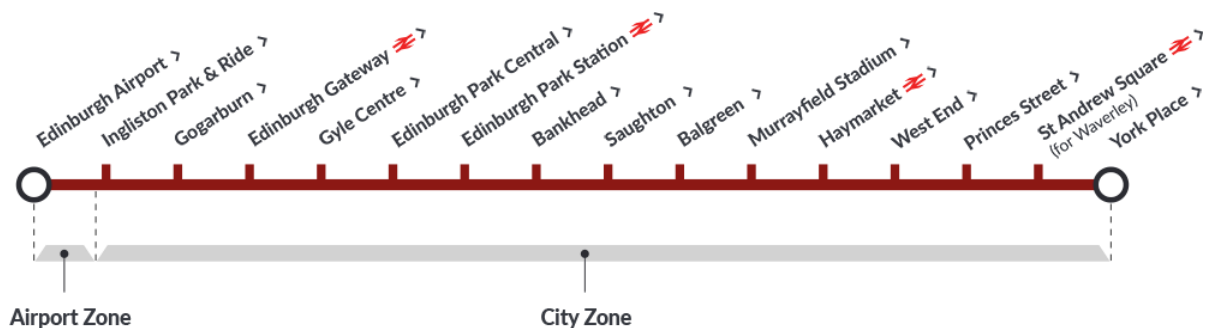 Edinburgh Airport
Ingliston Park & Ride
Gogarburn
Edinburgh Gateway
Gyle Centre
Edinburgh Park Central
Edinburgh Park Station
Bankhead
Saughton
Balgreen
Murrayfield Stadium
Haymarket
West End
Princes Street
St Andrew Square
(for Waverley)
York Place
Airport Zone
City Zone